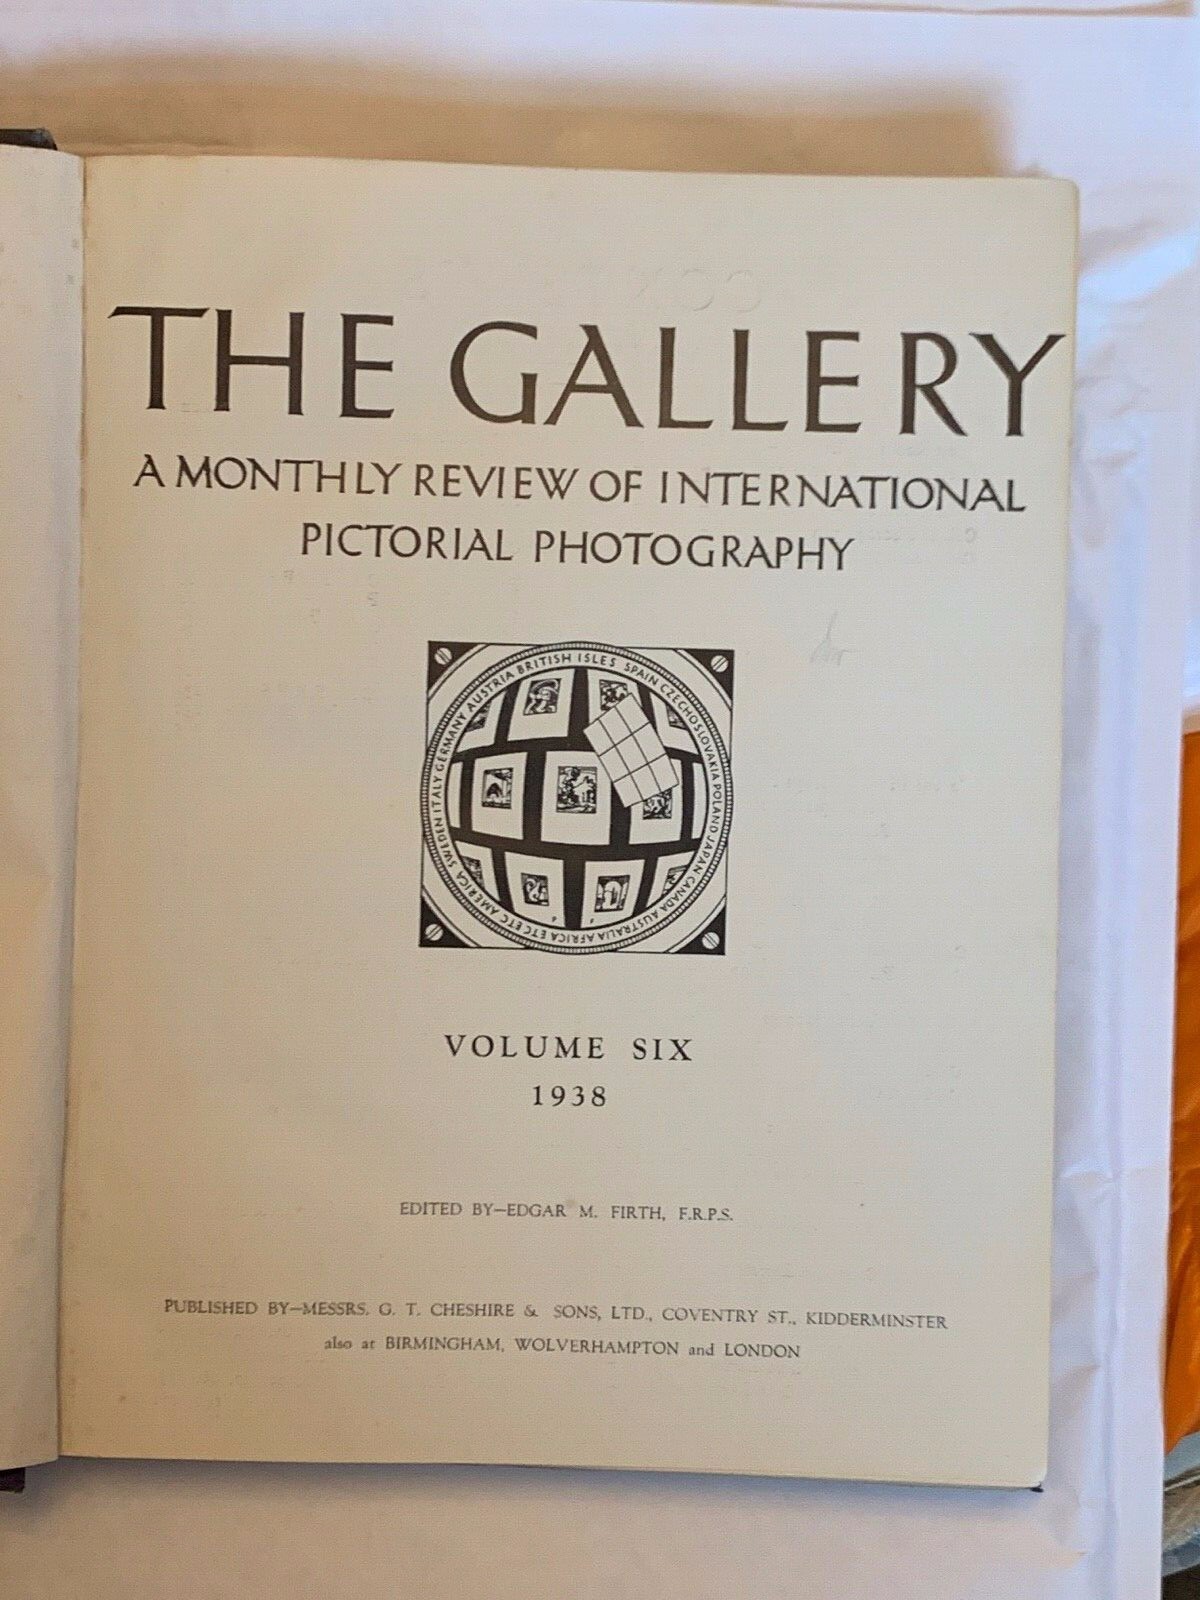 THE GALLERY
A MONTHLY REVIEW OF INTERNATIONAL
PICTORIAL PHOTOGRAPHY
BRITISH ISLES SPAIN CZECHOSLOVAKIA POLAND JAPAN CANADA AUSTRALIA AFRICA ETC ETC AMERICA SWEDEN ITALY GERMANY AUSTRIA
VOLUME SIX
1938
EDITED BY—EDGAR M. FIRTH, F.R.P.S.
PUBLISHED BY—MESSRS. G. T. CHESHIRE & SONS, LTD., COVENTRY ST., KIDDERMINSTER
also at BIRMINGHAM, WOLVERHAMPTON and LONDON